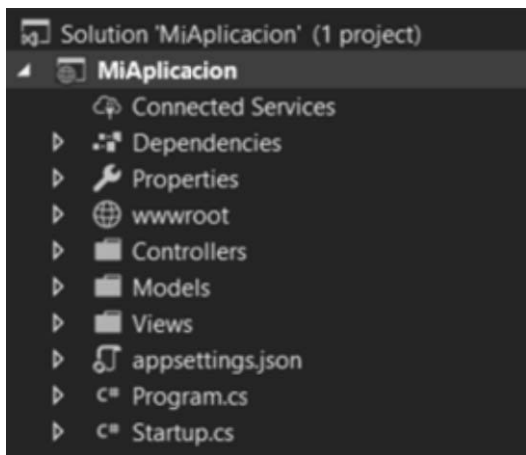 Solution 'MiAplicacion' (1 project)
MiAplicacion
Connected Services
Dependencies
Properties
wwwroot
Controllers
Models
Views
appsettings.json
C# Program.cs
C# Startup.cs